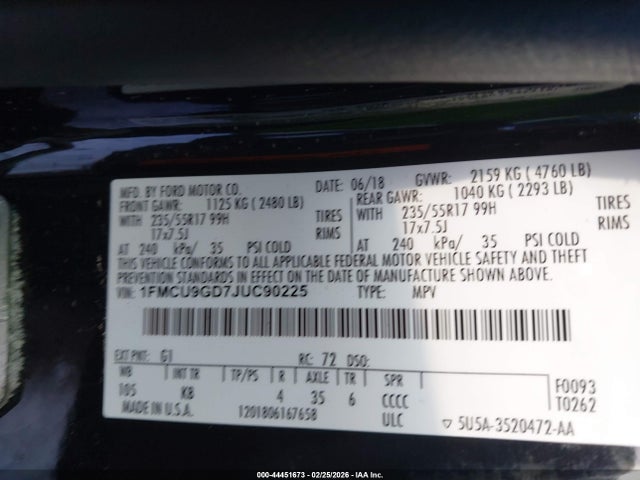 MFD. BY FORD MOTOR CO. DATE: 06/18 GVWR: 2159 KG ( 4760 LB)
FRONT GAWR: 1125 KG ( 2480 LB) REAR GAWR: 1040 KG ( 2293 LB)
WITH 235/55R17 99H TIRES WITH 235/55R17 99H TIRES
17x7.5J RIMS 17x7.5J RIMS
AT 240 kPa/ 35 PSI COLD AT 240 kPa/ 35 PSI COLD
THIS VEHICLE CONFORMS TO ALL APPLICABLE FEDERAL MOTOR VEHICLE SAFETY AND THEFT
PREVENTION STANDARDS IN EFFECT ON THE DATE OF MANUFACTURE SHOWN ABOVE.
VIN: 1FMCU9GD7JUC90225 TYPE: MPV
EXT PNT: G1 RC: 72 DSO:
WB INT TR TP/PS R AXLE TR SPR F0093
105 KB 4 35 6 CCCC T0262
MADE IN U.S.A. 1201806167658 ULC ▽ 5U5A-3520472-AA
000-44451673 - 02/25/2026 - IAA Inc.